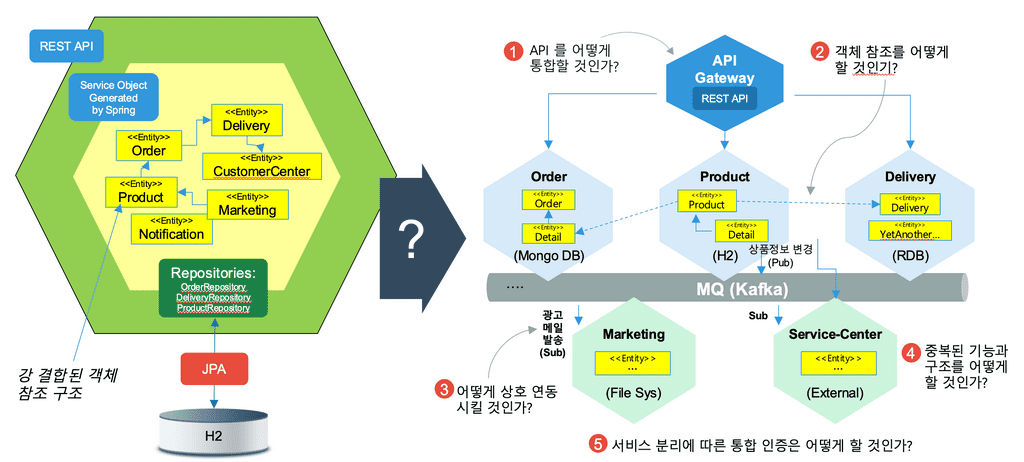 REST API
Service Object
Generated
by Spring
<<Entity>>
Order
<<Entity>>
Delivery
<<Entity>>
CustomerCenter
<<Entity>>
Product
<<Entity>>
Marketing
<<Entity>>
Notification
Repositories:
OrderRepository
DeliveryRepository
ProductRepository
강 결합된 객체
참조 구조
JPA
H2
?
1 API 를 어떻게
통합할 것인가?
API
Gateway
REST API
2 객체 참조를 어떻게
할 것인기?
Order
<<Entity>>
Order
<<Entity>>
Detail
(Mongo DB)
Product
<<Entity>>
Product
<<Entity>>
Detail
(H2)
상품정보 변경
(Pub)
Delivery
<<Entity>>
Delivery
<<Entity>>
YetAnother...
(RDB)
....
MQ (Kafka)
광고
메일
발송
(Sub)
Marketing
<<Entity> >
...
(File Sys)
Sub
Service-Center
<<Entity> >
...
(External)
3 어떻게 상호 연동
시킬 것인가?
4 중복된 기능과
구조를 어떻게
할 것인가?
5 서비스 분리에 따른 통합 인증은 어떻게 할 것인가?